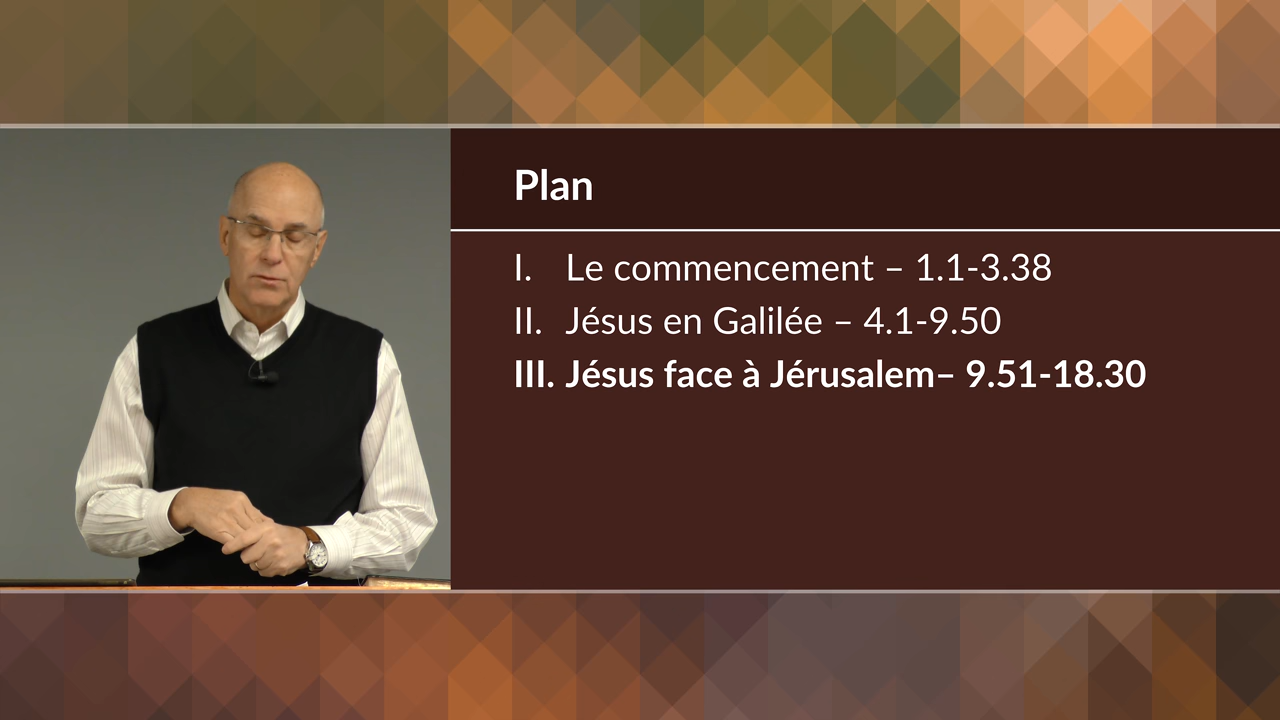 Plan
I. Le commencement – 1.1-3.38
II. Jésus en Galilée – 4.1-9.50
III. Jésus face à Jérusalem– 9.51-18.30